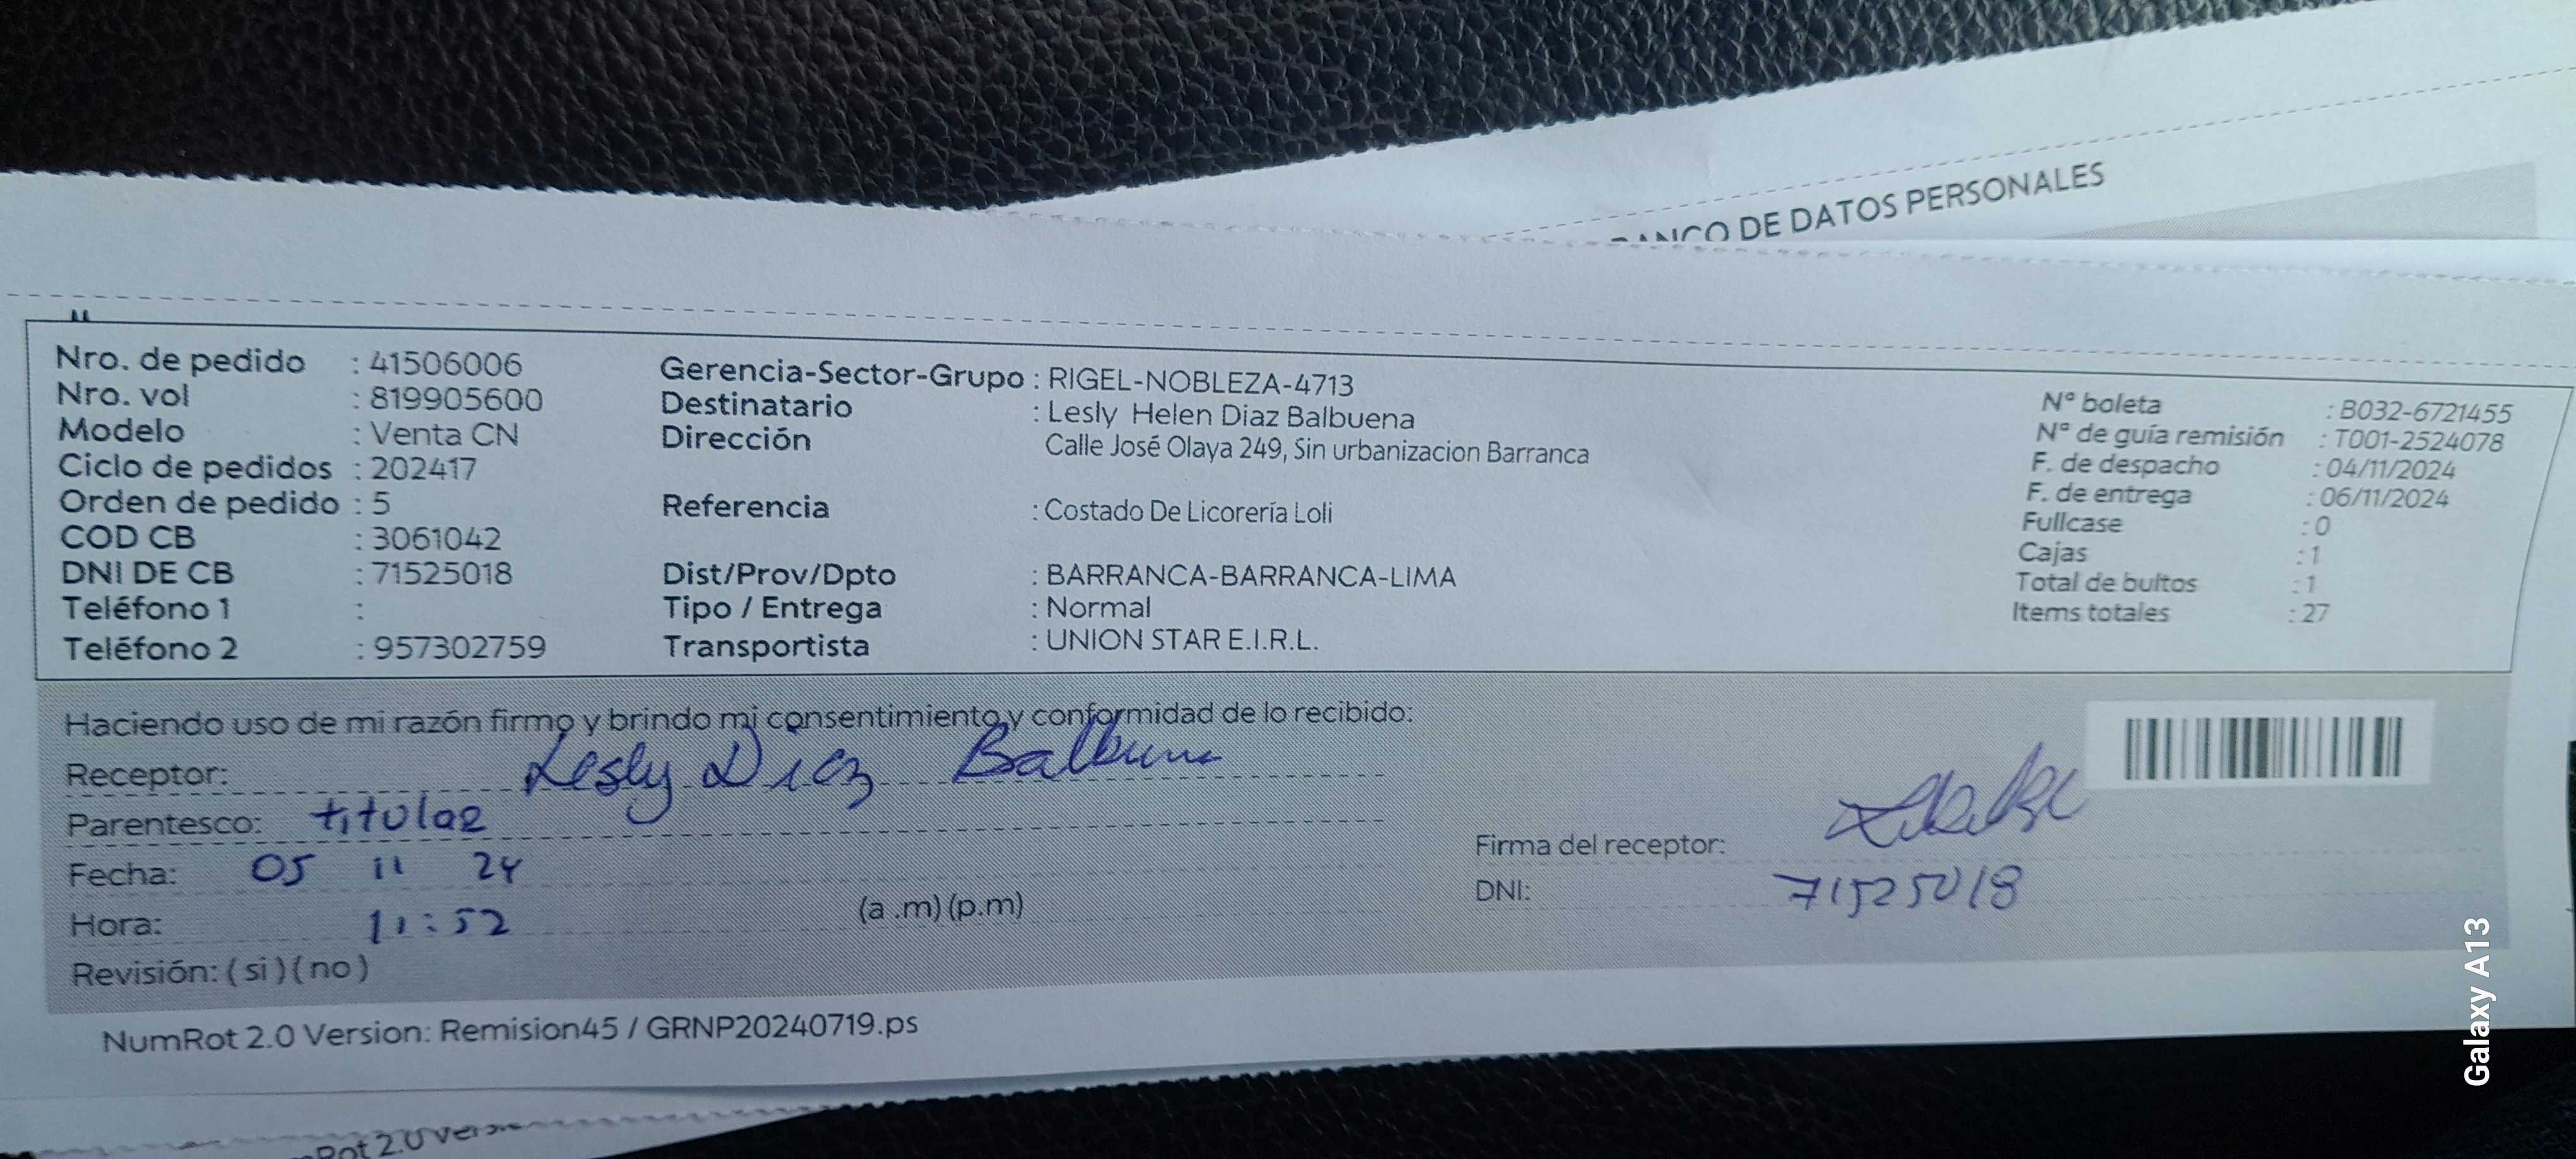 BANCO DE DATOS PERSONALES
Nro. de pedido : 41506006
Nro. vol : 819905600
Modelo : Venta CN
Ciclo de pedidos : 202417
Orden de pedido : 5
COD CB : 3061042
DNI DE CB : 71525018
Teléfono 1 :
Teléfono 2 : 957302759
Gerencia-Sector-Grupo : RIGEL-NOBLEZA-4713
Destinatario : Lesly Helen Diaz Balbuena
Dirección Calle José Olaya 249, Sin urbanizacion Barranca
Referencia : Costado De Licorería Loli
Dist/Prov/Dpto : BARRANCA-BARRANCA-LIMA
Tipo / Entrega : Normal
Transportista : UNION STAR E.I.R.L.
N° boleta : B032-6721455
N° de guía remisión : T001-2524078
F. de despacho : 04/11/2024
F. de entrega : 06/11/2024
Fullcase : 0
Cajas : 1
Total de bultos : 1
Items totales : 27
Haciendo uso de mi razón firmo y brindo mi consentimiento y conformidad de lo recibido:
Receptor: Lesly Diaz Balbuena
Parentesco: titular
Fecha: 05 11 24
Hora: 11:52 (a .m) (p.m)
Revisión: ( si ) ( no )
Firma del receptor:
DNI: 71525018
NumRot 2.0 Version: Remision45 / GRNP20240719.ps
Rot 2.0 Vers
Galaxy A13